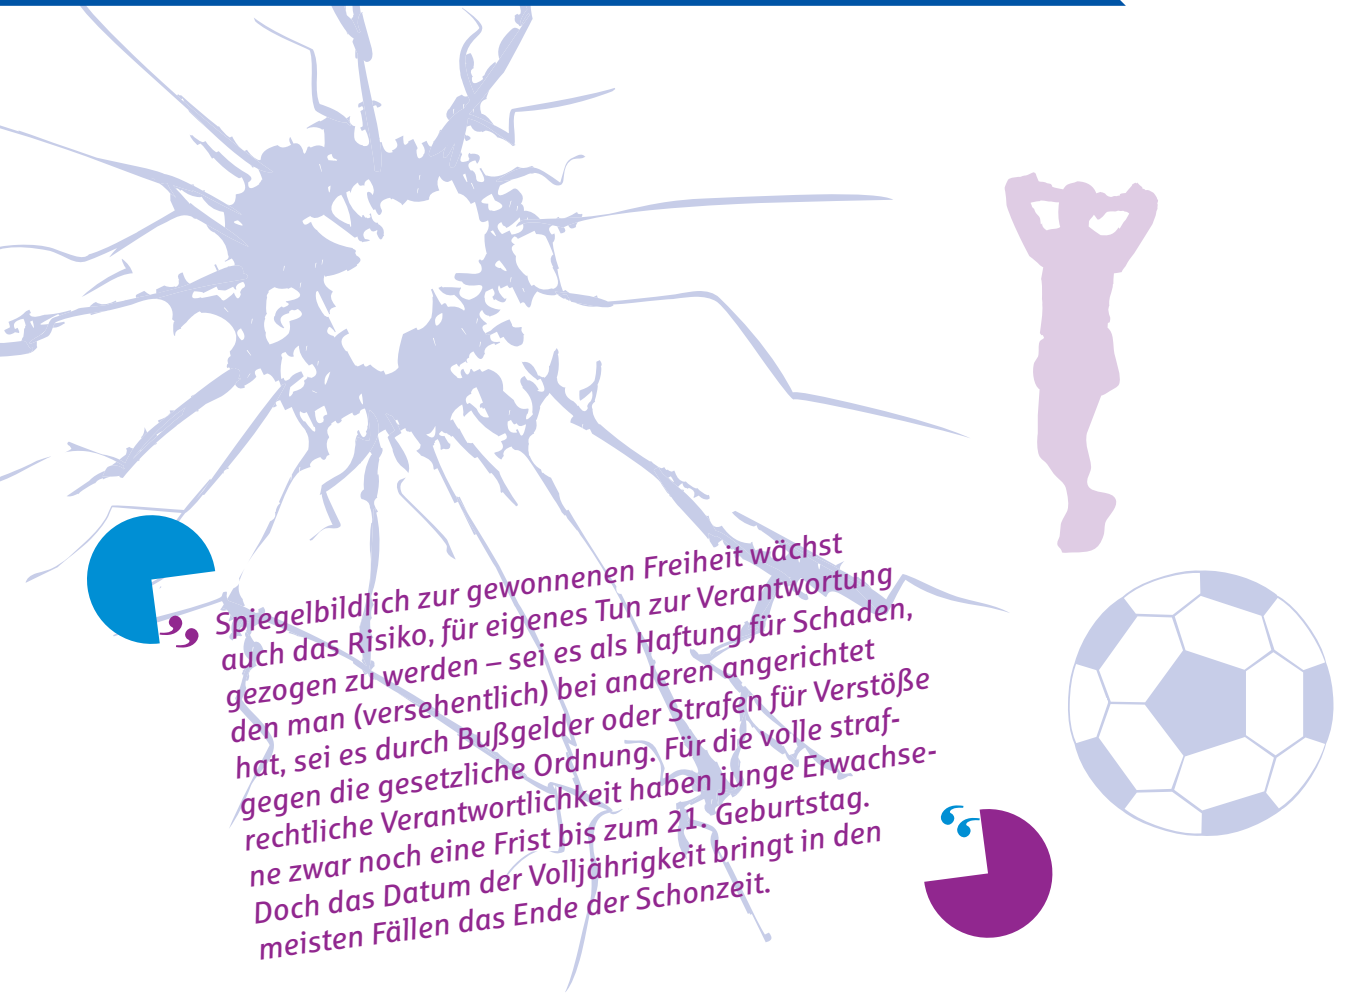 „Spiegelbildlich zur gewonnenen Freiheit wächst
auch das Risiko, für eigenes Tun zur Verantwortung
gezogen zu werden – sei es als Haftung für Schaden,
den man (versehentlich) bei anderen angerichtet
hat, sei es durch Bußgelder oder Strafen für Verstöße
gegen die gesetzliche Ordnung. Für die volle straf-
rechtliche Verantwortlichkeit haben junge Erwachse-
ne zwar noch eine Frist bis zum 21. Geburtstag.
Doch das Datum der Volljährigkeit bringt in den
meisten Fällen das Ende der Schonzeit.“